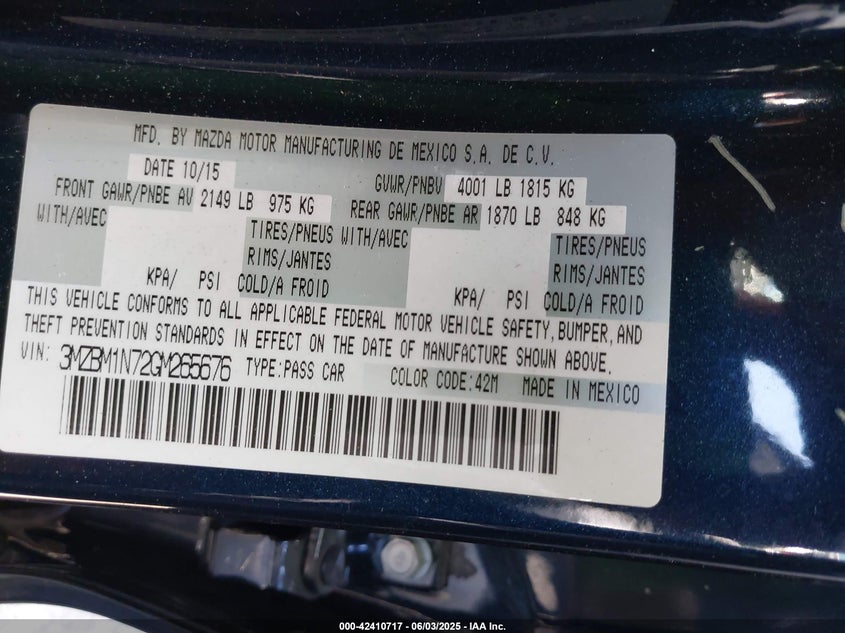 MFD. BY MAZDA MOTOR MANUFACTURING DE MEXICO S.A. DE C.V.
DATE 10/15 GVWR/PNBV 4001 LB 1815 KG
FRONT GAWR/PNBE AV 2149 LB 975 KG REAR GAWR/PNBE AR 1870 LB 848 KG
WITH/AVEC TIRES/PNEUS WITH/AVEC TIRES/PNEUS
RIMS/JANTES RIMS/JANTES
KPA/ PSI COLD/A FROID KPA/ PSI COLD/A FROID
THIS VEHICLE CONFORMS TO ALL APPLICABLE FEDERAL MOTOR VEHICLE SAFETY, BUMPER, AND
THEFT PREVENTION STANDARDS IN EFFECT ON THE DATE OF MANUFACTURE SHOWN ABOVE.
VIN: 3MZBM1N72GM265676 TYPE:PASS CAR COLOR CODE:42M MADE IN MEXICO
000-42410717 - 06/03/2025 - IAA Inc.